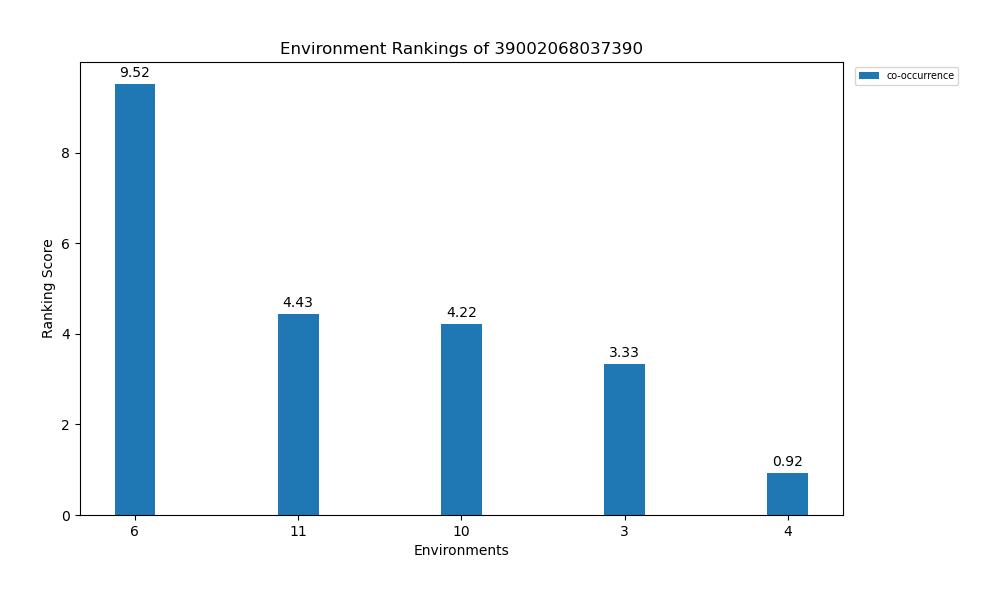 Environment Rankings of 39002068037390
9.52
co-occurrence
8
6
Ranking Score
4.43
4.22
4
3.33
2
0.92
0
6 11 10 3 4
Environments